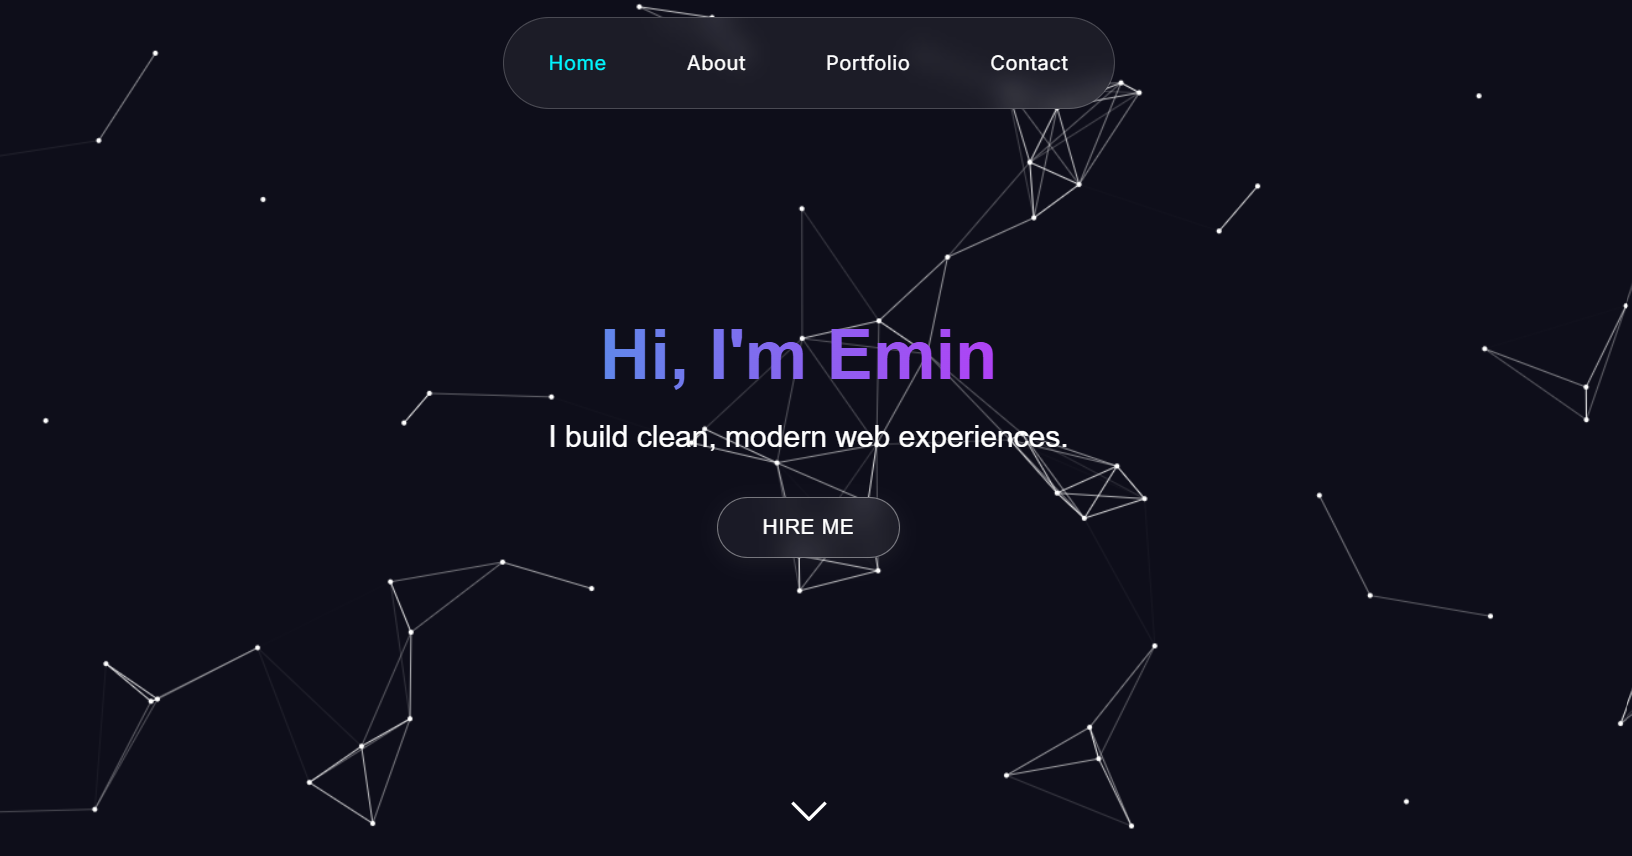 Home About Portfolio Contact
Hi, I'm Emin
I build clean, modern web experiences.
HIRE ME